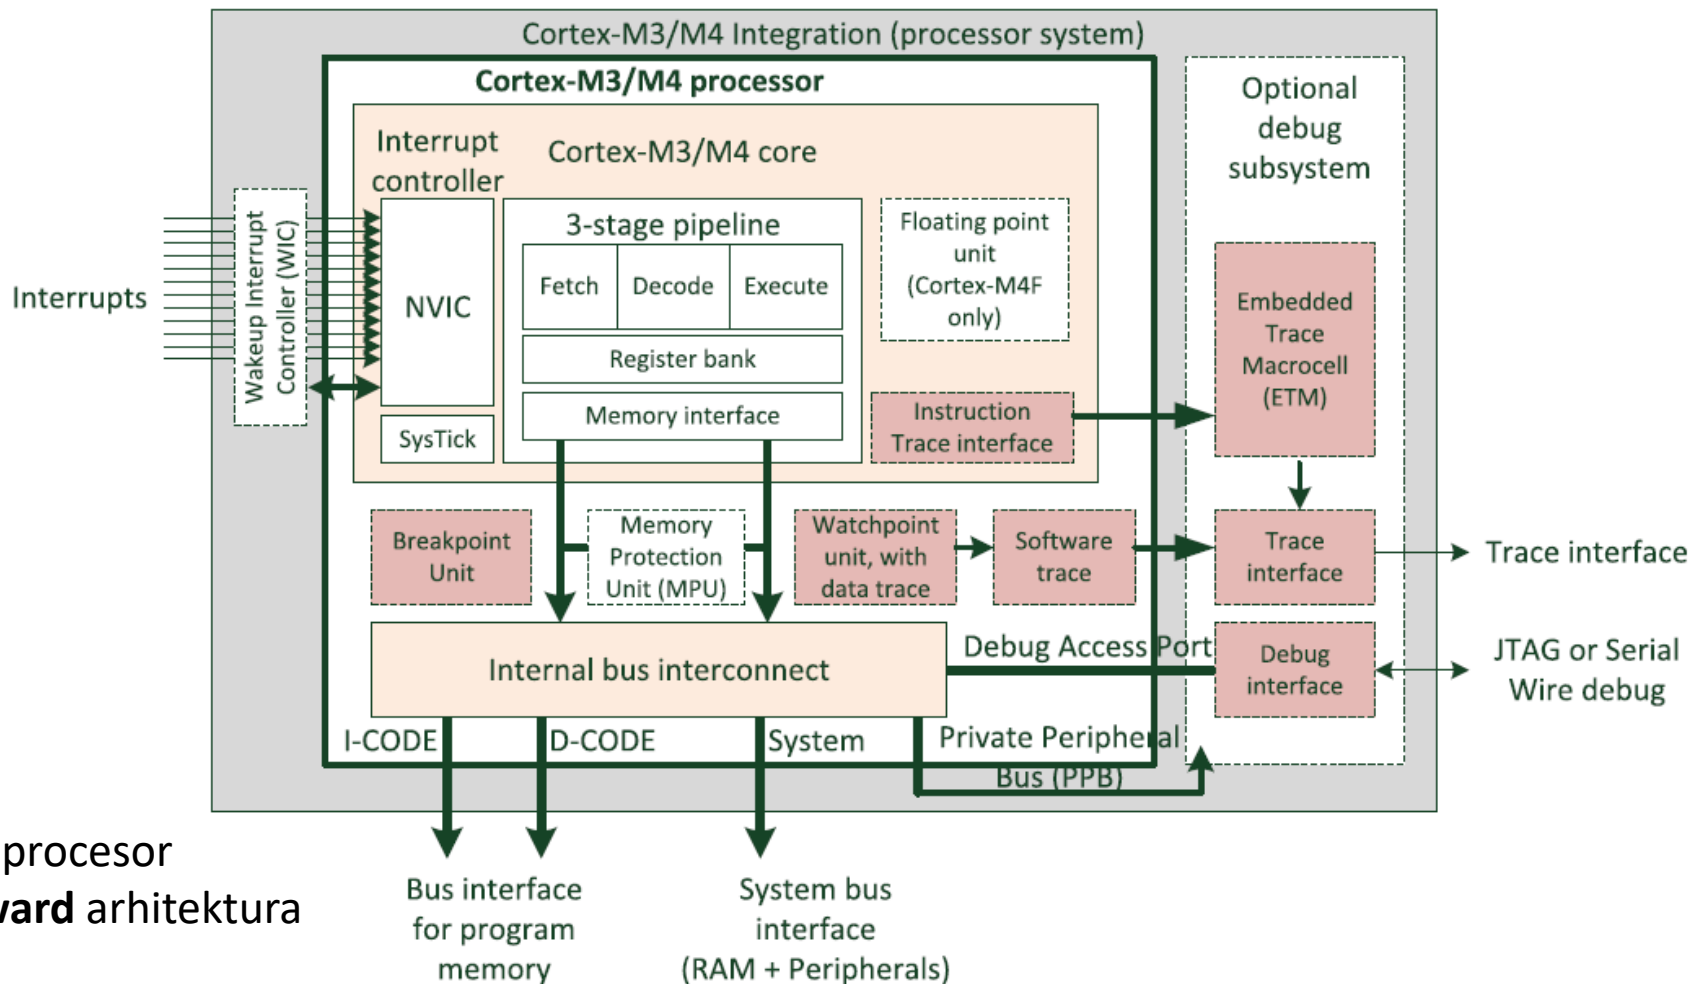 Cortex-M3/M4 Integration (processor system)
Cortex-M3/M4 processor
Interrupt
controller
Cortex-M3/M4 core
Optional
debug
subsystem
Interrupts
Wakeup Interrupt
Controller (WIC)
NVIC
SysTick
3-stage pipeline
Fetch
Decode
Execute
Register bank
Memory interface
Floating point
unit
(Cortex-M4F
only)
Instruction
Trace interface
Embedded
Trace
Macrocell
(ETM)
Breakpoint
Unit
Memory
Protection
Unit (MPU)
Watchpoint
unit, with
data trace
Software
trace
Trace
interface
Trace interface
Internal bus interconnect
Debug Access Port
Debug
interface
JTAG or Serial
Wire debug
I-CODE
D-CODE
System
Private Peripheral
Bus (PPB)
procesor
vard arhitektura
Bus interface
for program
memory
System bus
interface
(RAM + Peripherals)